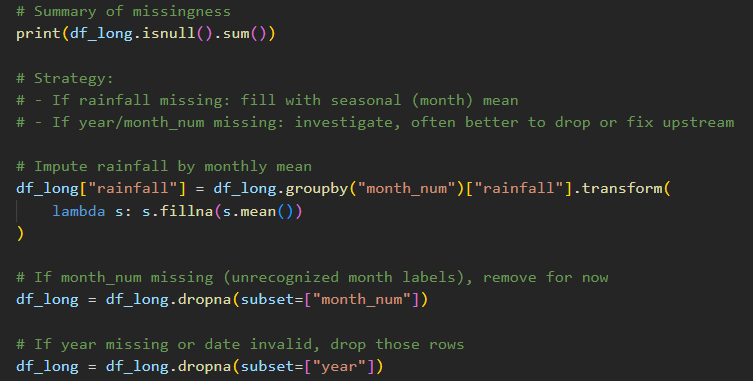 # Summary of missingness
print(df_long.isnull().sum())
# Strategy:
# - If rainfall missing: fill with seasonal (month) mean
# - If year/month_num missing: investigate, often better to drop or fix upstream
# Impute rainfall by monthly mean
df_long["rainfall"] = df_long.groupby("month_num")["rainfall"].transform(
    lambda s: s.fillna(s.mean())
)
# If month_num missing (unrecognized month labels), remove for now
df_long = df_long.dropna(subset=["month_num"])
# If year missing or date invalid, drop those rows
df_long = df_long.dropna(subset=["year"])